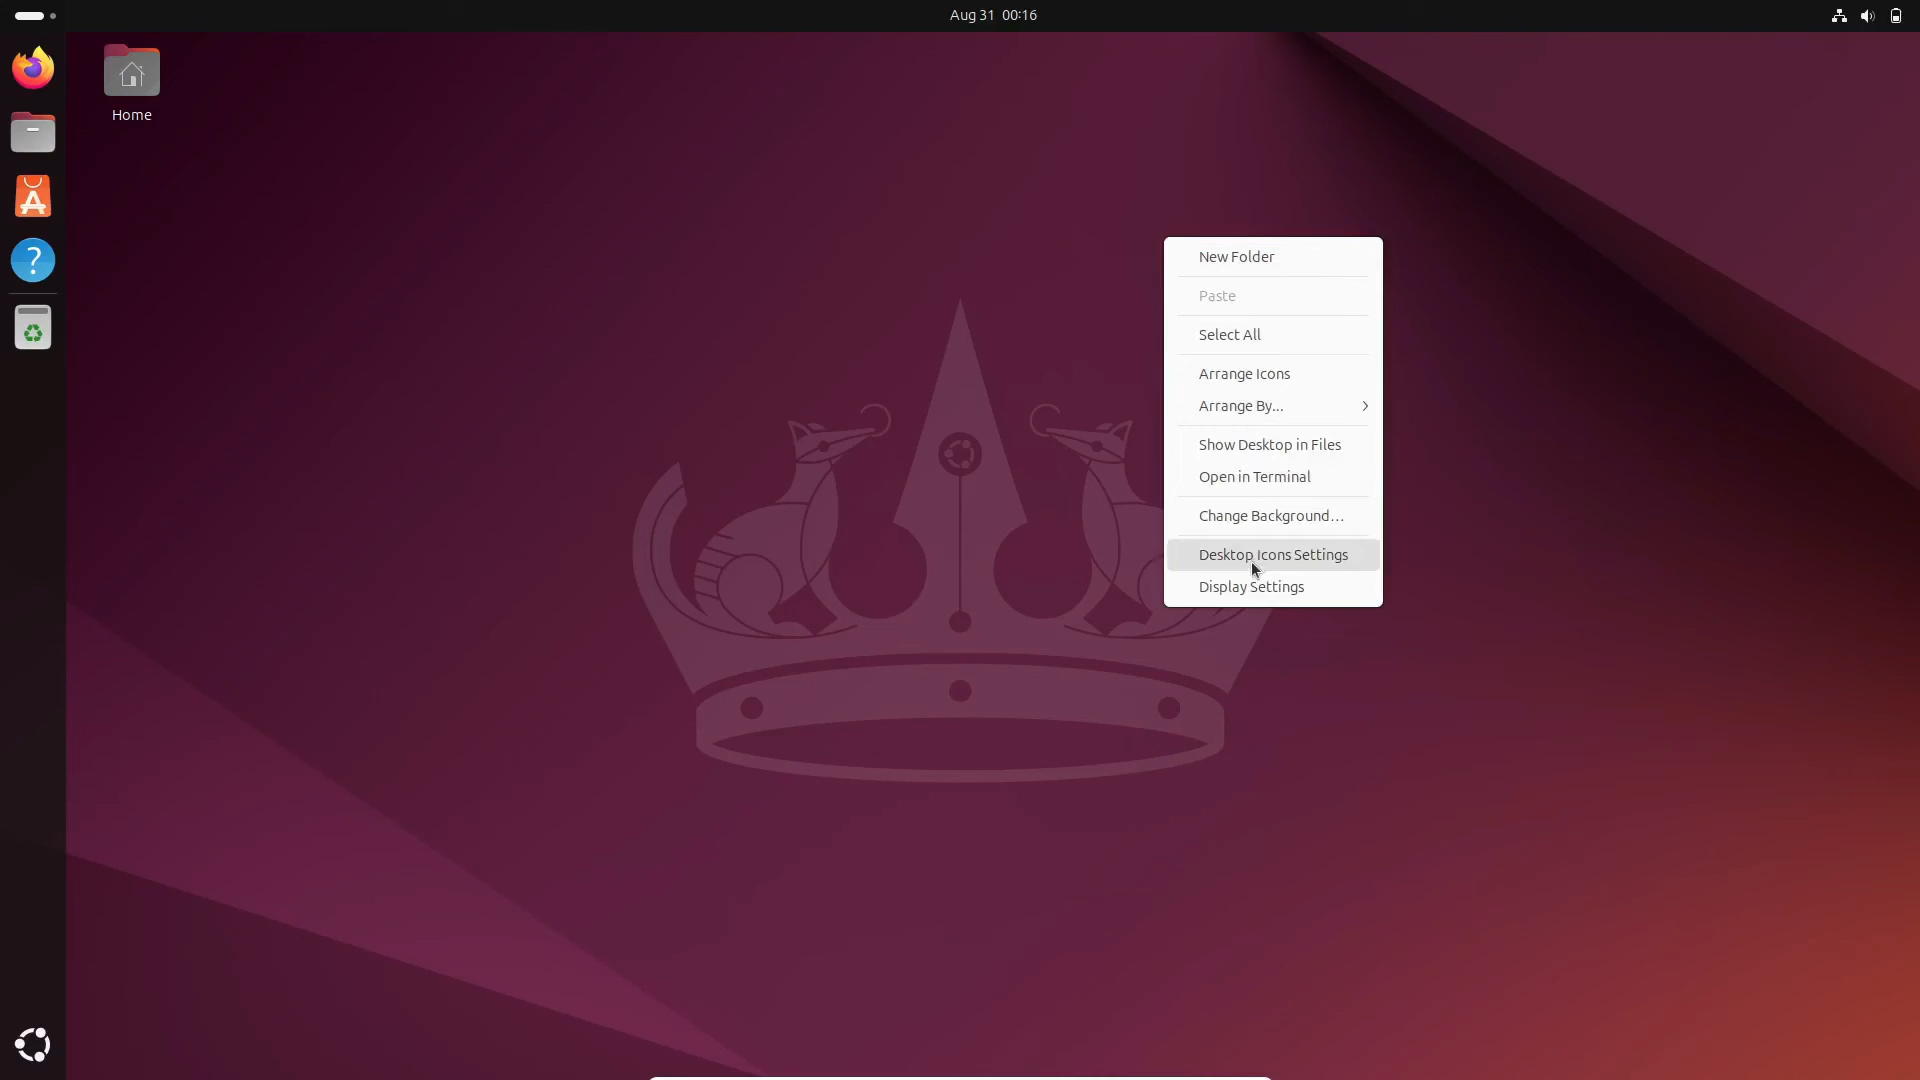 Aug 31 00:16
Home
New Folder
Paste
Select All
Arrange Icons
Arrange By...
Show Desktop in Files
Open in Terminal
Change Background…
Desktop Icons Settings
Display Settings